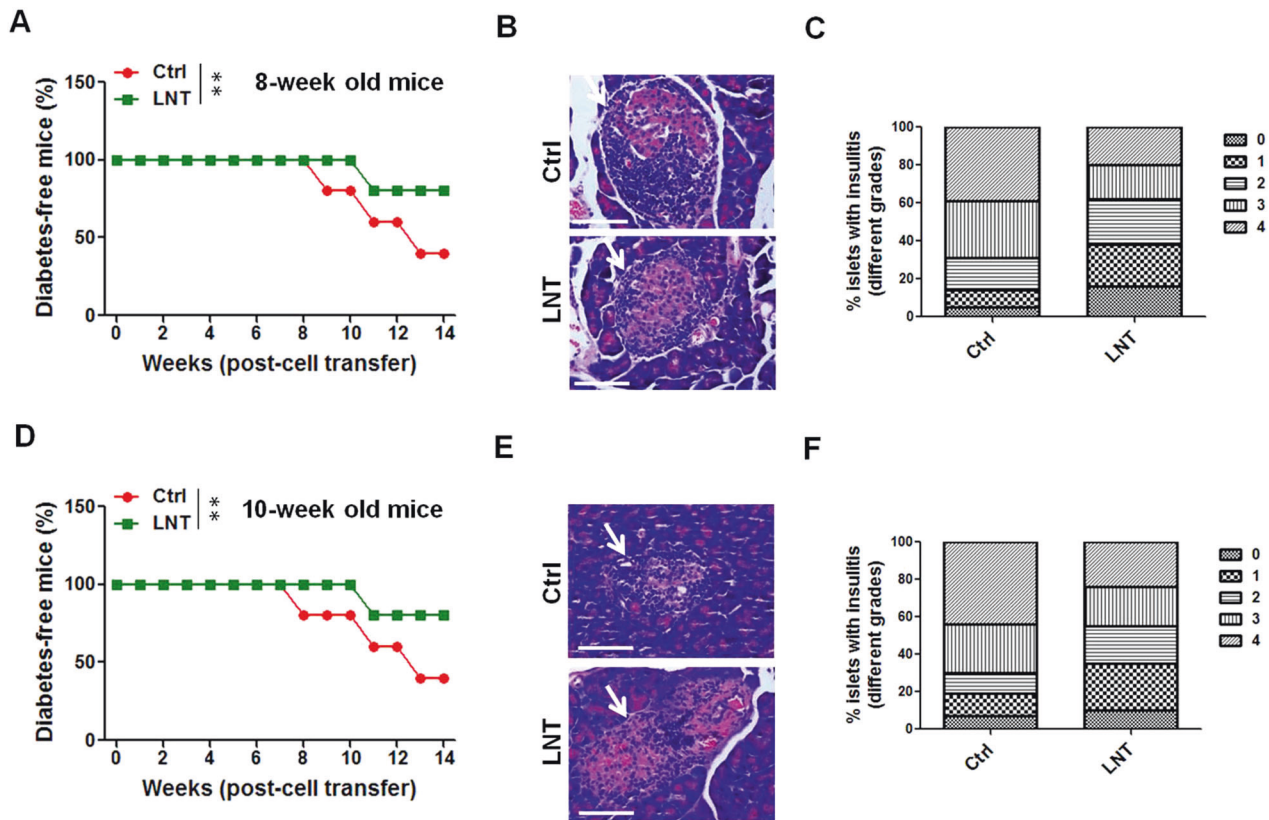 A
Ctrl
LNT
**
8-week old mice
Diabetes-free mice (%)
150
100
50
0
0 2 4 6 8 10 12 14
Weeks (post-cell transfer)
B
Ctrl
LNT
C
% islets with insulitis
(different grades)
100
80
60
40
20
0
Ctrl
LNT
0
1
2
3
4
D
Ctrl
LNT
**
10-week old mice
Diabetes-free mice (%)
150
100
50
0
0 2 4 6 8 10 12 14
Weeks (post-cell transfer)
E
Ctrl
LNT
F
% islets with insulitis
(different grades)
100
80
60
40
20
0
Ctrl
LNT
0
1
2
3
4